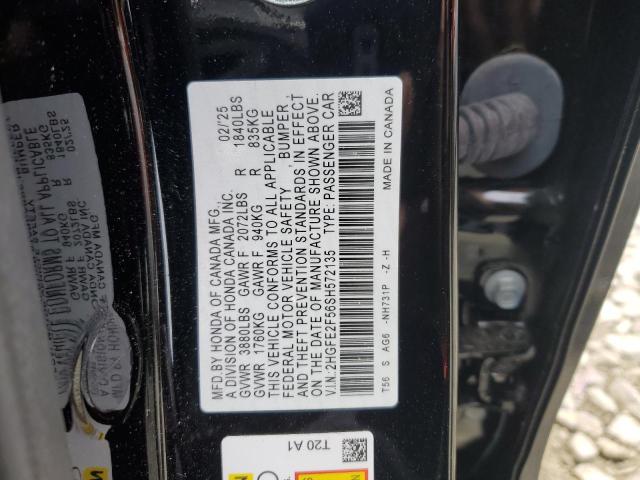 MFD.BY HONDA OF CANADA MFG., 02/25
A DIVISION OF HONDA CANADA INC.
GVWR 3880LBS GAWR F 2072LBS R 1840LBS
GVWR 1760KG GAWR F 940KG R 835KG
THIS VEHICLE CONFORMS TO ALL APPLICABLE
FEDERAL MOTOR VEHICLE SAFETY, BUMPER,
AND THEFT PREVENTION STANDARDS IN EFFECT
ON THE DATE OF MANUFACTURE SHOWN ABOVE.
V.I.N.:2HGFE2F56SH572135 TYPE: PASSENGER CAR
T56 S AG6 -NH731P -Z -H MADE IN CANADA
T20 A1